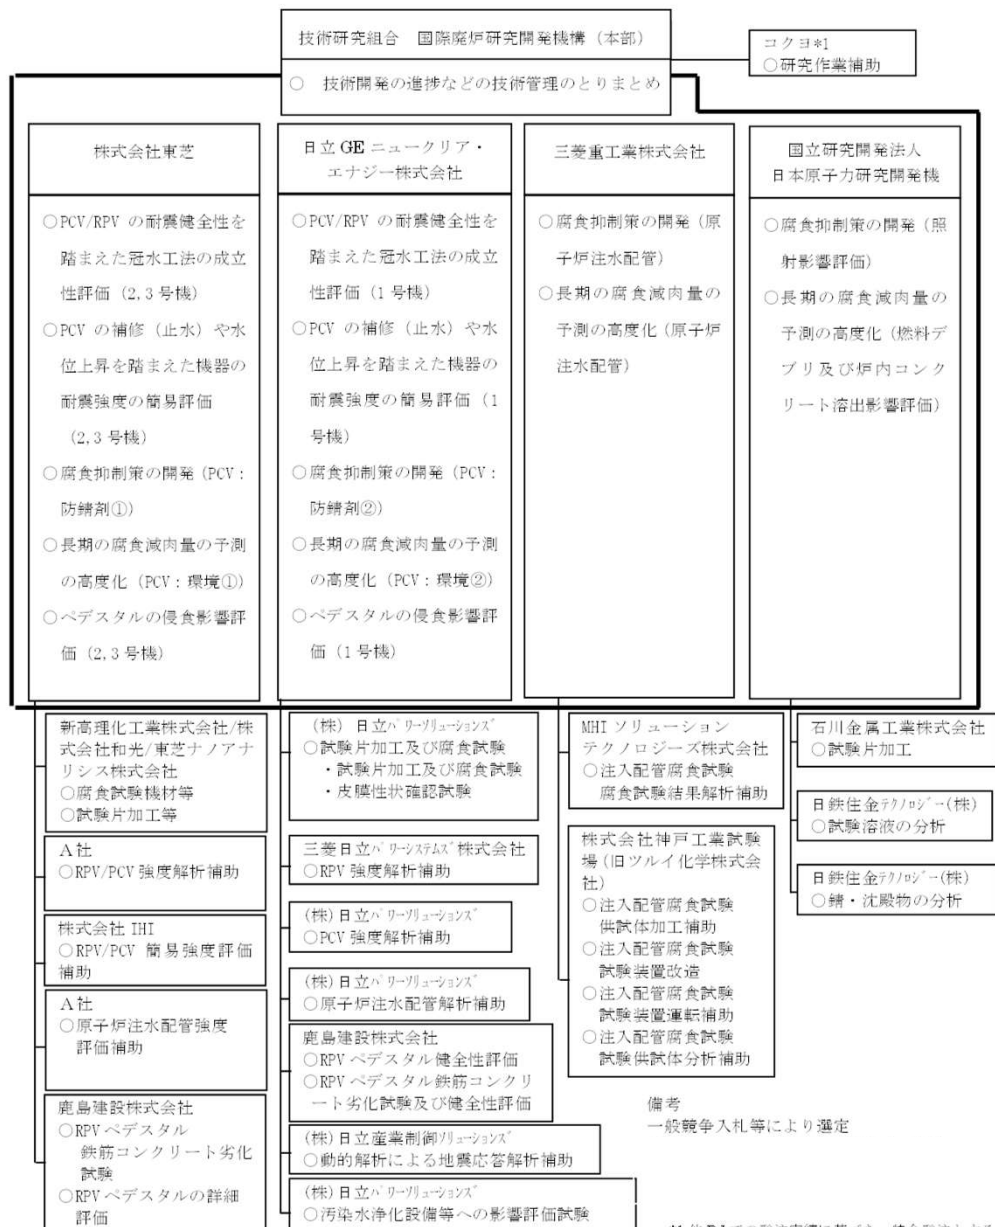 技術研究組合　国際廃炉研究開発機構（本部）
○　技術開発の進捗などの技術管理のとりまとめ
コクヨ*1
○研究作業補助
株式会社東芝
○PCV/RPV の耐震健全性を
踏まえた冠水工法の成立
性評価（2,3 号機）
○PCV の補修（止水）や水
位上昇を踏まえた機器の
耐震強度の簡易評価
（2,3 号機）
○腐食抑制策の開発（PCV：
防錆剤①）
○長期の腐食減肉量の予測
の高度化（PCV：環境①）
○ペデスタルの侵食影響評
価（2,3 号機）
日立 GE ニュークリア・
エナジー株式会社
○PCV/RPV の耐震健全性を
踏まえた冠水工法の成立
性評価（1 号機）
○PCV の補修（止水）や水
位上昇を踏まえた機器の
耐震強度の簡易評価（1
号機）
○腐食抑制策の開発（PCV：
防錆剤②）
○長期の腐食減肉量の予測
の高度化（PCV：環境②）
○ペデスタルの侵食影響評
価（1 号機）
三菱重工業株式会社
○腐食抑制策の開発（原
子炉注水配管）
○長期の腐食減肉量の
予測の高度化（原子炉
注水配管）
国立研究開発法人
日本原子力研究開発機
○腐食抑制策の開発（照
射影響評価）
○長期の腐食減肉量の
予測の高度化（燃料デ
ブリ及び炉内コンク
リート溶出影響評価）
新高理化工業株式会社/株
式会社和光/東芝ナノアナ
リシス株式会社
○腐食試験機材等
○試験片加工等
A社
○RPV/PCV 強度解析補助
株式会社 IHI
○RPV/PCV 簡易強度評価
補助
A社
○原子炉注水配管強度
評価補助
鹿島建設株式会社
○RPV ペデスタル
鉄筋コンクリート劣化
試験
○RPV ペデスタルの詳細
評価
(株) 日立ﾊﾟﾜｰｿﾘｭｰｼｮﾝｽﾞ
○試験片加工及び腐食試験
・試験片加工及び腐食試験
・皮膜性状確認試験
三菱日立ﾊﾟﾜｰｼｽﾃﾑｽﾞ株式会社
○RPV 強度解析補助
(株) 日立ﾊﾟﾜｰｿﾘｭｰｼｮﾝｽﾞ
○PCV 強度解析補助
(株) 日立ﾊﾟﾜｰｿﾘｭｰｼｮﾝｽﾞ
○原子炉注水配管解析補助
鹿島建設株式会社
○RPV ペデスタル健全性評価
○RPV ペデスタル鉄筋コンクリ
ート劣化試験及び健全性評価
(株) 日立産業制御ｿﾘｭｰｼｮﾝｽﾞ
○動的解析による地震応答解析補助
(株) 日立ﾊﾟﾜｰｿﾘｭｰｼｮﾝｽﾞ
○汚染水浄化設備等への影響評価試験
MHI ソリューション
テクノロジーズ株式会社
○注入配管腐食試験
腐食試験結果解析補助
株式会社神戸工業試験
場(旧ツルイ化学株式会
社)
○注入配管腐食試験
供試体加工補助
○注入配管腐食試験
試験装置改造
○注入配管腐食試験
試験装置運転補助
○注入配管腐食試験
試験供試体分析補助
石川金属工業株式会社
○試験片加工
日鉄住金ﾃｸﾉﾛｼﾞｰ(株)
○試験溶液の分析
日鉄住金ﾃｸﾉﾛｼﾞｰ(株)
○錆・沈殿物の分析
備考
一般競争入札等により選定